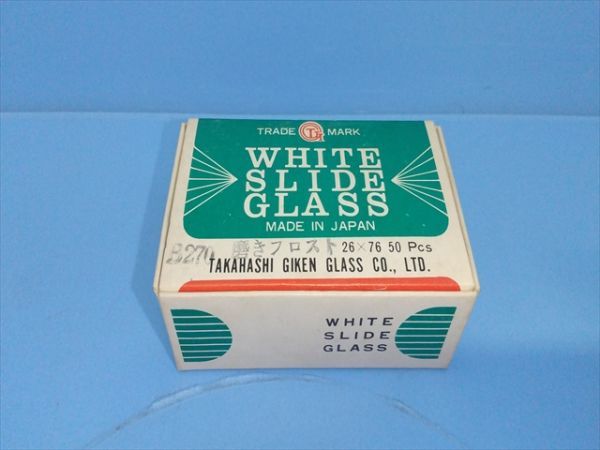 TRADE MARK
WHITE
SLIDE
GLASS
MADE IN JAPAN
磨きフロスト 26×76 50 Pcs
TAKAHASHI GIKEN GLASS CO., LTD.
WHITE
SLIDE
GLASS